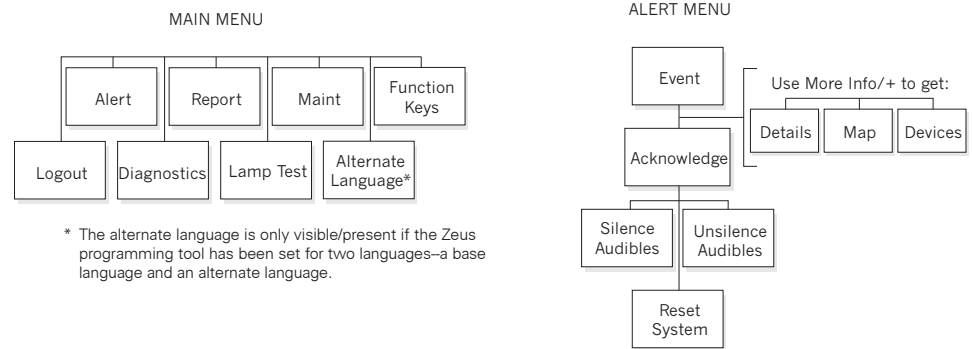 MAIN MENU
Alert
Report
Maint
Function
Keys
Logout
Diagnostics
Lamp Test
Alternate
Language*
* The alternate language is only visible/present if the Zeus
programming tool has been set for two languages–a base
language and an alternate language.
ALERT MENU
Event
Use More Info/+ to get:
Details
Map
Devices
Acknowledge
Silence
Audibles
Unsilence
Audibles
Reset
System